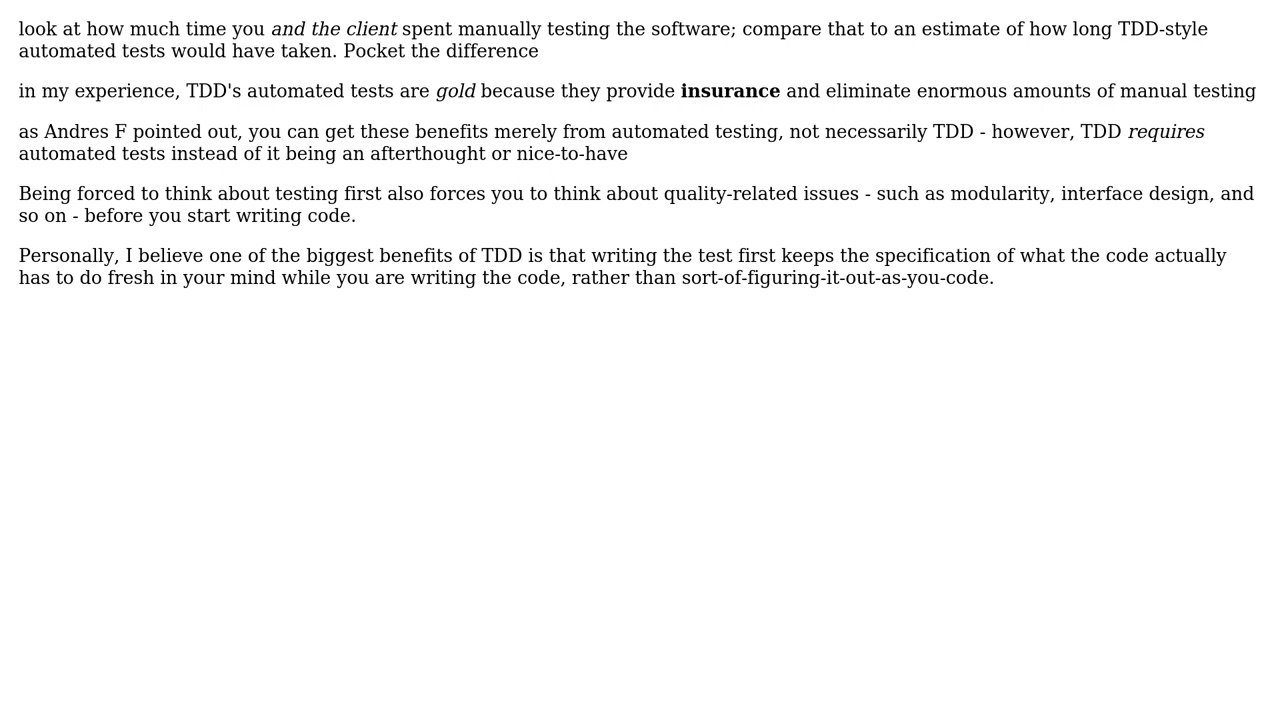 look at how much time you and the client spent manually testing the software; compare that to an estimate of how long TDD-style
automated tests would have taken. Pocket the difference
in my experience, TDD's automated tests are gold because they provide insurance and eliminate enormous amounts of manual testing
as Andres F pointed out, you can get these benefits merely from automated testing, not necessarily TDD - however, TDD requires
automated tests instead of it being an afterthought or nice-to-have
Being forced to think about testing first also forces you to think about quality-related issues - such as modularity, interface design, and
so on - before you start writing code.
Personally, I believe one of the biggest benefits of TDD is that writing the test first keeps the specification of what the code actually
has to do fresh in your mind while you are writing the code, rather than sort-of-figuring-it-out-as-you-code.